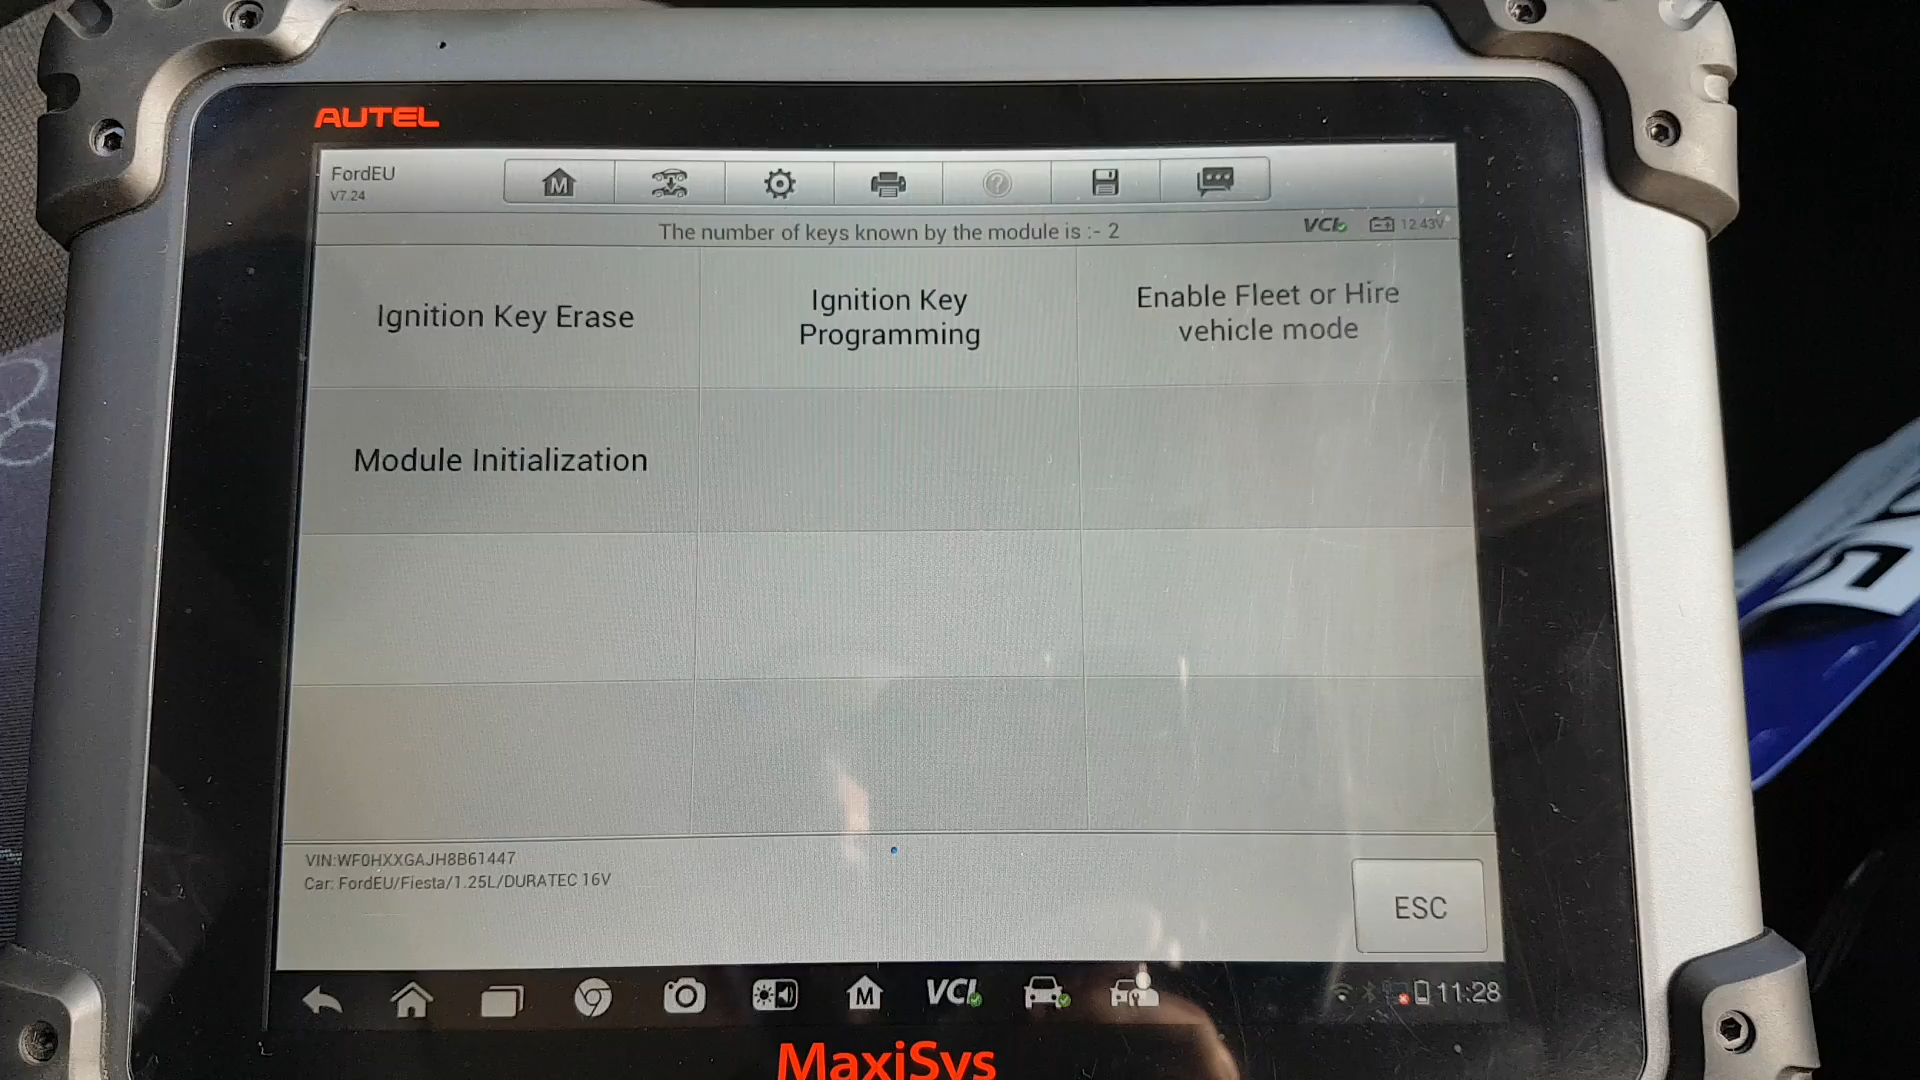 AUTEL
FordEU
V7.24
M
?
The number of keys known by the module is :- 2
VCI
12.43V
Ignition Key Erase
Ignition Key
Programming
Enable Fleet or Hire
vehicle mode
Module Initialization
VIN:WF0HXXGAJH8B61447
Car: FordEU/Fiesta/1.25L/DURATEC 16V
ESC
M
VCI
11:28
MaxiSys